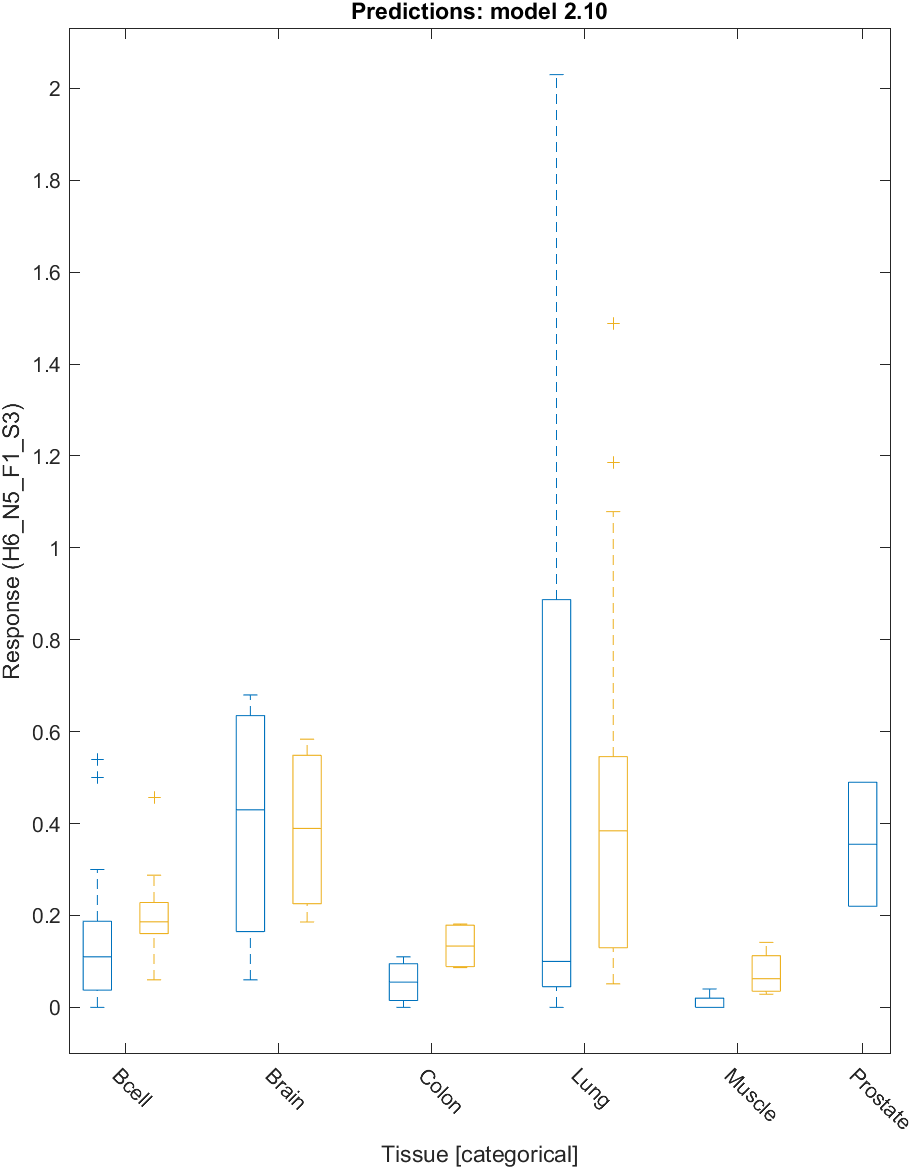 Predictions: model 2.10
Response (H6_N5_F1_S3)
2
1.8
1.6
1.4
1.2
1
0.8
0.6
0.4
0.2
0
Bcell
Brain
Colon
Lung
Muscle
Prostate
Tissue [categorical]